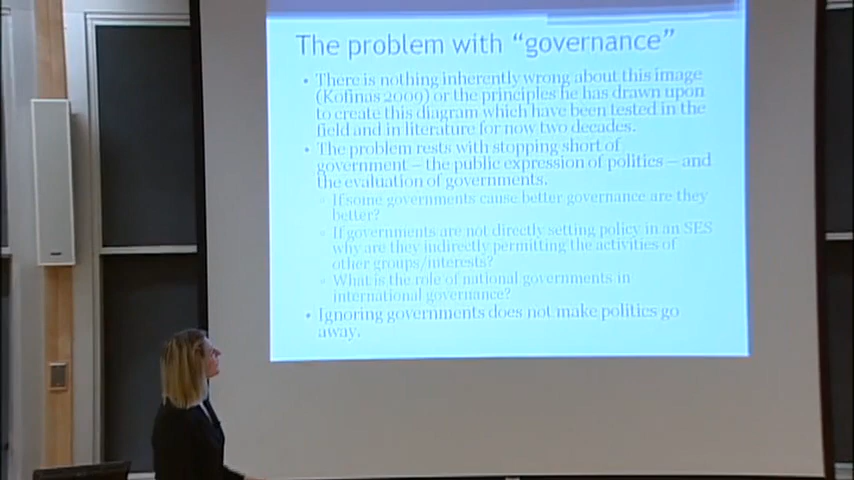 The problem with “governance”
• There is nothing inherently wrong about this image
(Kofinas 2009) or the principles he has drawn upon
to create this diagram which have been tested in the
field and in literature for now two decades.
• The problem rests with stopping short of
government – the public expression of politics – and
the evaluation of governments.
▫ If some governments cause better governance are they
better?
▫ If governments are not directly setting policy in an SES
why are they indirectly permitting the activities of
other groups/interests?
▫ What is the role of national governments in
international governance?
• Ignoring governments does not make politics go
away.